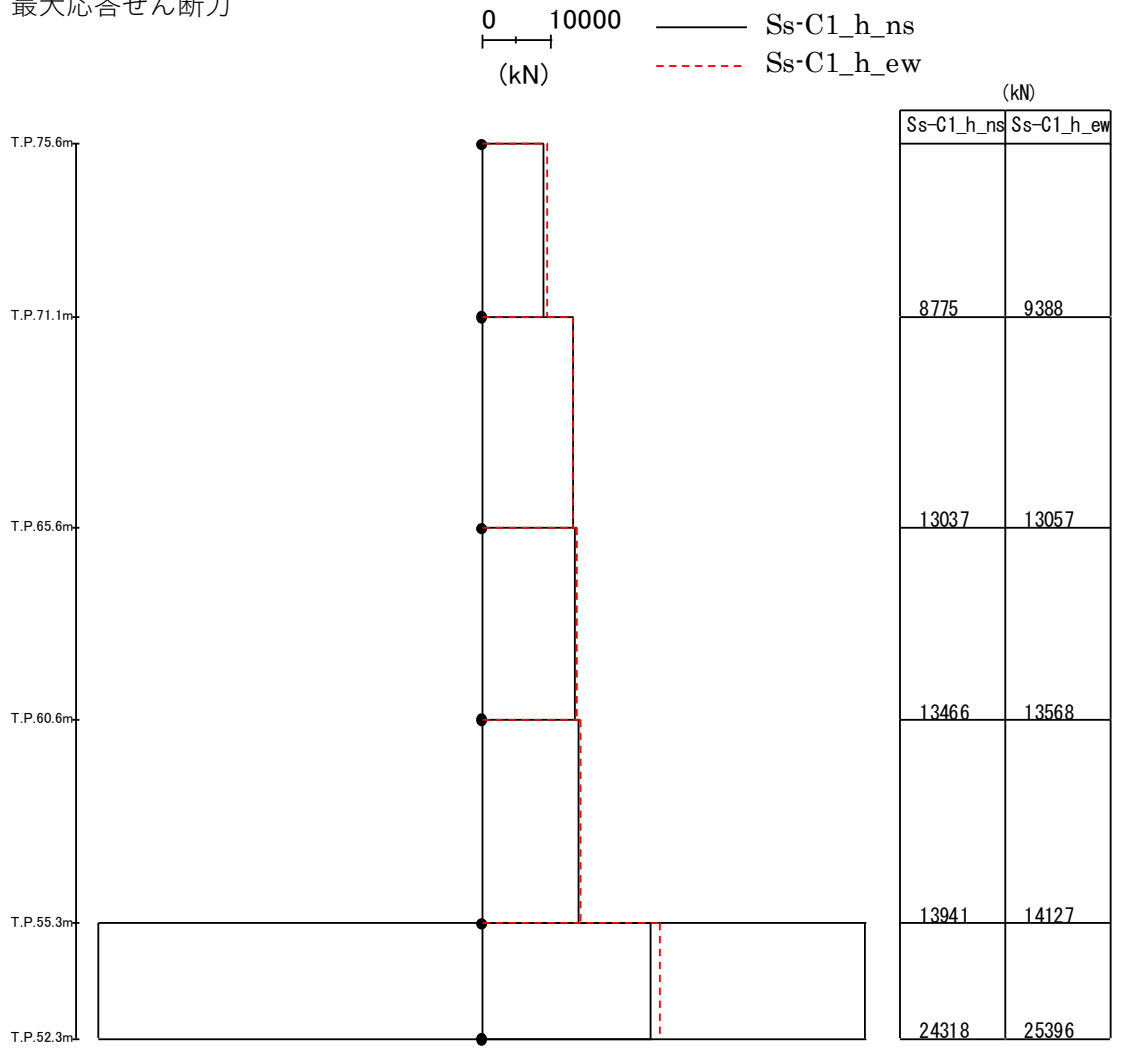 最大応答せん断力
0 10000
(kN)
Ss-C1_h_ns
Ss-C1_h_ew
(kN)
Ss-C1_h_ns Ss-C1_h_ew
T.P.75.6m
T.P.71.1m 8775 9388
T.P.65.6m 13037 13057
T.P.60.6m 13466 13568
T.P.55.3m 13941 14127
T.P.52.3m 24318 25396